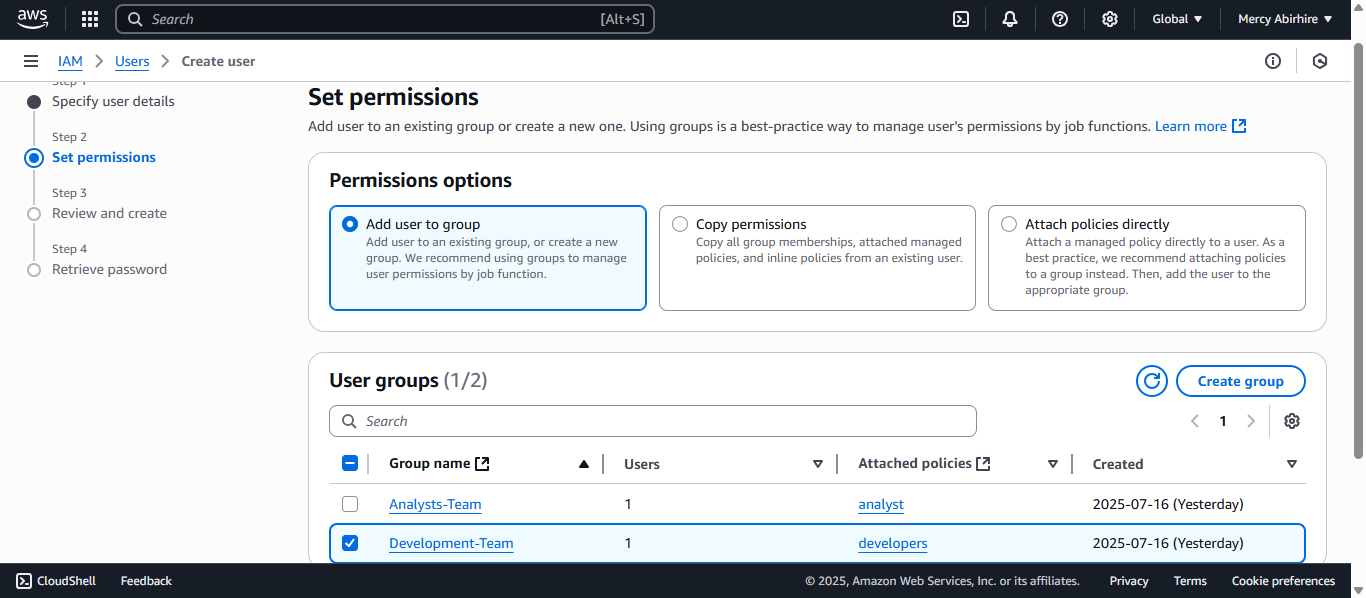 aws
Search
[Alt+S]
Global
Mercy Abirhire
IAM
Users
Create user
Step 1
Specify user details
Step 2
Set permissions
Step 3
Review and create
Step 4
Retrieve password
Set permissions
Add user to an existing group or create a new one. Using groups is a best-practice way to manage user's permissions by job functions. Learn more
Permissions options
Add user to group
Add user to an existing group, or create a new
group. We recommend using groups to manage
user permissions by job function.
Copy permissions
Copy all group memberships, attached managed
policies, and inline policies from an existing user.
Attach policies directly
Attach a managed policy directly to a user. As a
best practice, we recommend attaching policies
to a group instead. Then, add the user to the
appropriate group.
User groups (1/2)
Create group
Search
1
Group name
Users
Attached policies
Created
Analysts-Team
1
analyst
2025-07-16 (Yesterday)
Development-Team
1
developers
2025-07-16 (Yesterday)
CloudShell
Feedback
© 2025, Amazon Web Services, Inc. or its affiliates.
Privacy
Terms
Cookie preferences